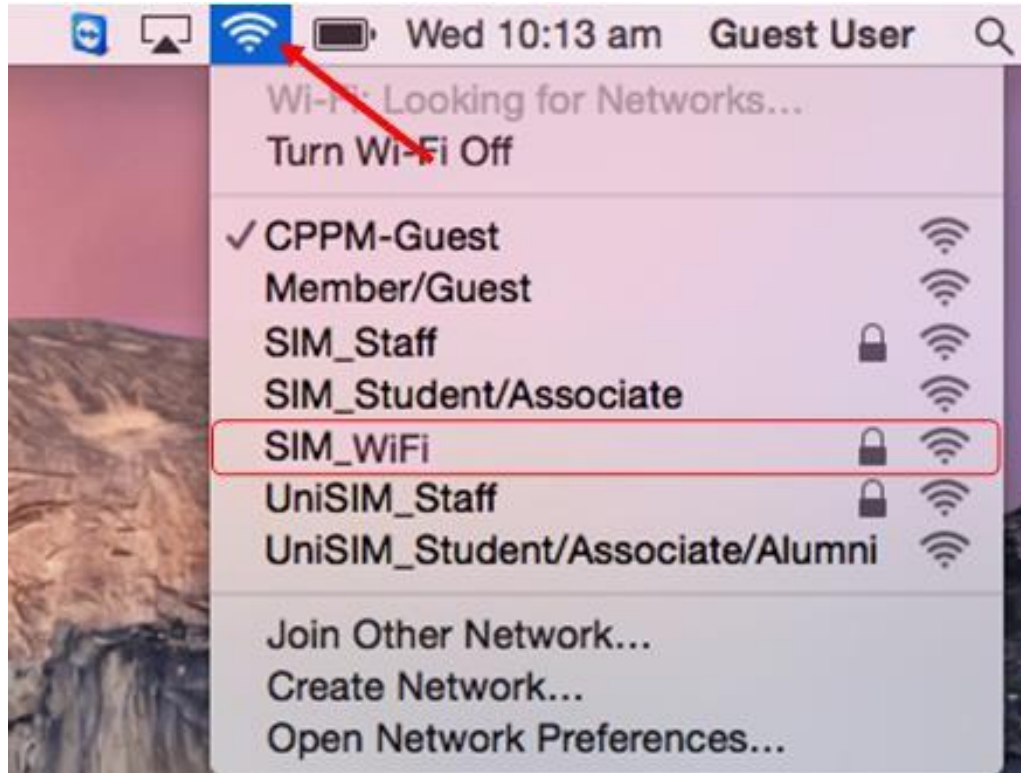 Wed 10:13 am Guest User
Wi-Fi: Looking for Networks...
Turn Wi-Fi Off
✓ CPPM-Guest
Member/Guest
SIM_Staff
SIM_Student/Associate
SIM_WiFi
UniSIM_Staff
UniSIM_Student/Associate/Alumni
Join Other Network...
Create Network...
Open Network Preferences...